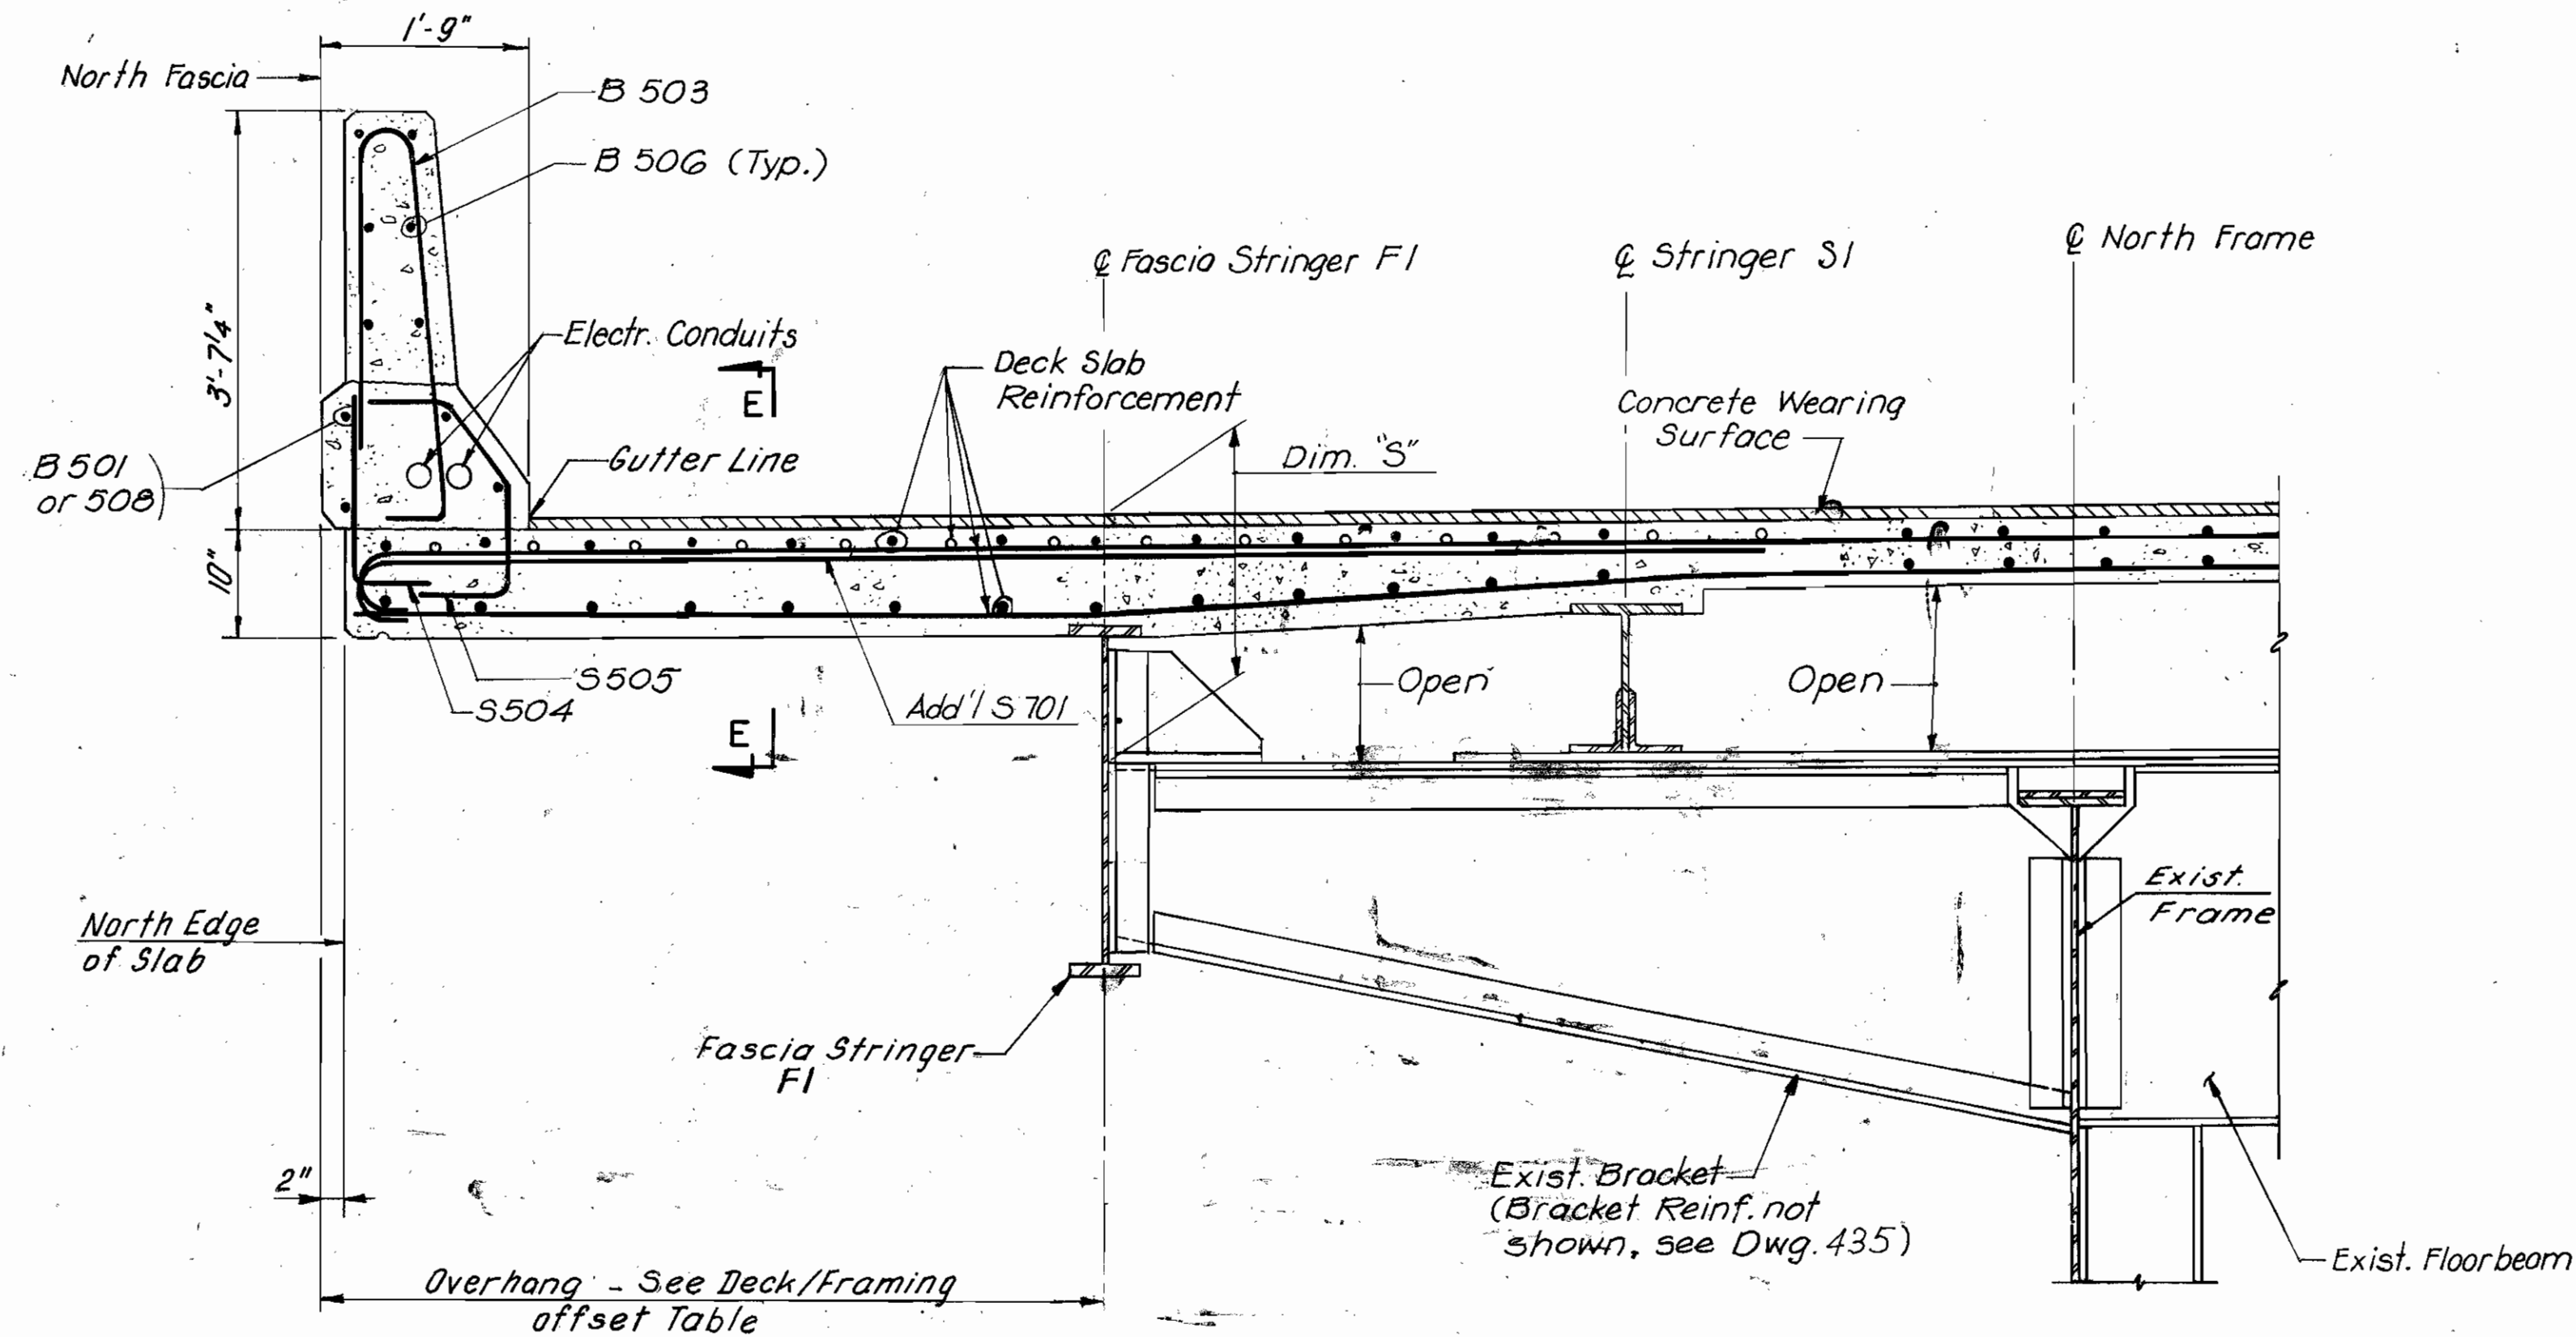 1'-9"
North Fascia
B 503
B 506 (Typ.)
℄ Fascia Stringer F1
℄ Stringer S1
℄ North Frame
3'-7 1/4"
Electr. Conduits
Deck Slab
Reinforcement
E
Concrete Wearing
Surface
B 501
or 508
Gutter Line
Dim. "S"
10"
S505
S504
Add'l S701
Open
Open
E
Exist.
Frame
North Edge
of Slab
Fascia Stringer
F1
2"
Exist. Bracket
(Bracket Reinf. not
shown, see Dwg. 435)
Exist. Floorbeam
Overhang - See Deck/Framing
offset Table